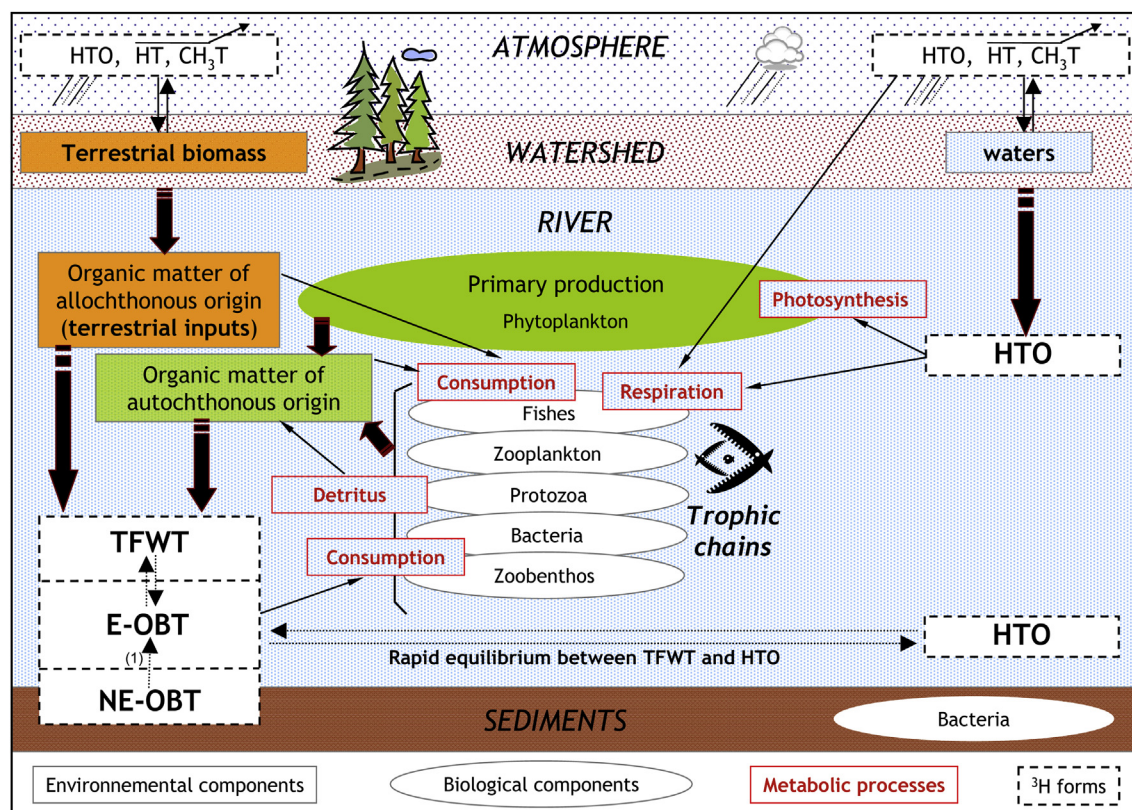 ATMOSPHERE
HTO, HT, CH₃T
HTO, HT, CH₃T
Terrestrial biomass
WATERSHED
waters
RIVER
Organic matter of
allochthonous origin
(terrestrial inputs)
Primary production
Phytoplankton
Photosynthesis
HTO
Organic matter of
autochthonous origin
Consumption
Respiration
Fishes
Zooplankton
Detritus
Protozoa
Trophic
chains
Bacteria
Consumption
Zoobenthos
TFWT
E-OBT
(1)
NE-OBT
HTO
Rapid equilibrium between TFWT and HTO
SEDIMENTS
Bacteria
Environnemental components
Biological components
Metabolic processes
³H forms